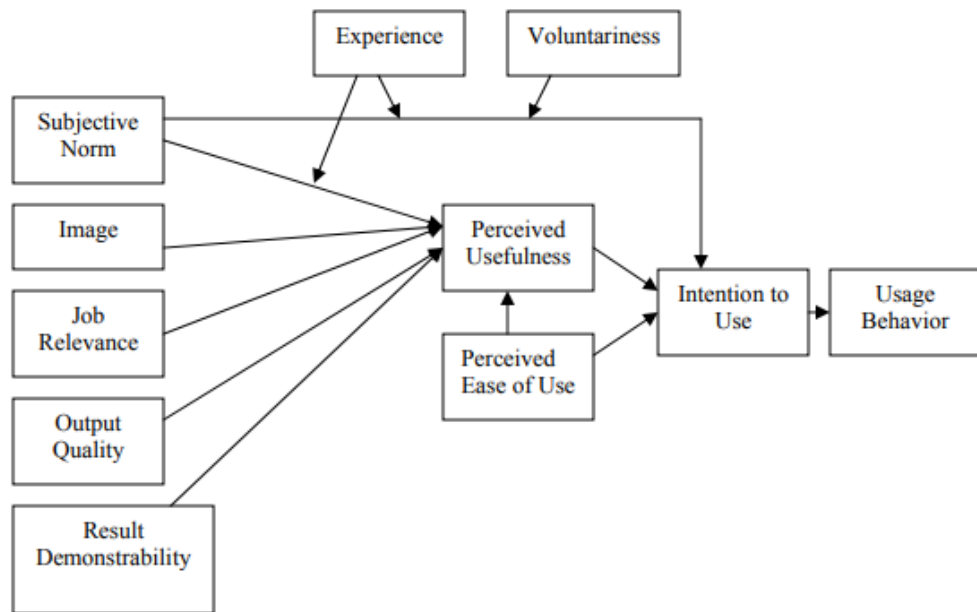 Experience
Voluntariness
Subjective
Norm
Image
Job
Relevance
Output
Quality
Result
Demonstrability
Perceived
Usefulness
Perceived
Ease of Use
Intention to
Use
Usage
Behavior